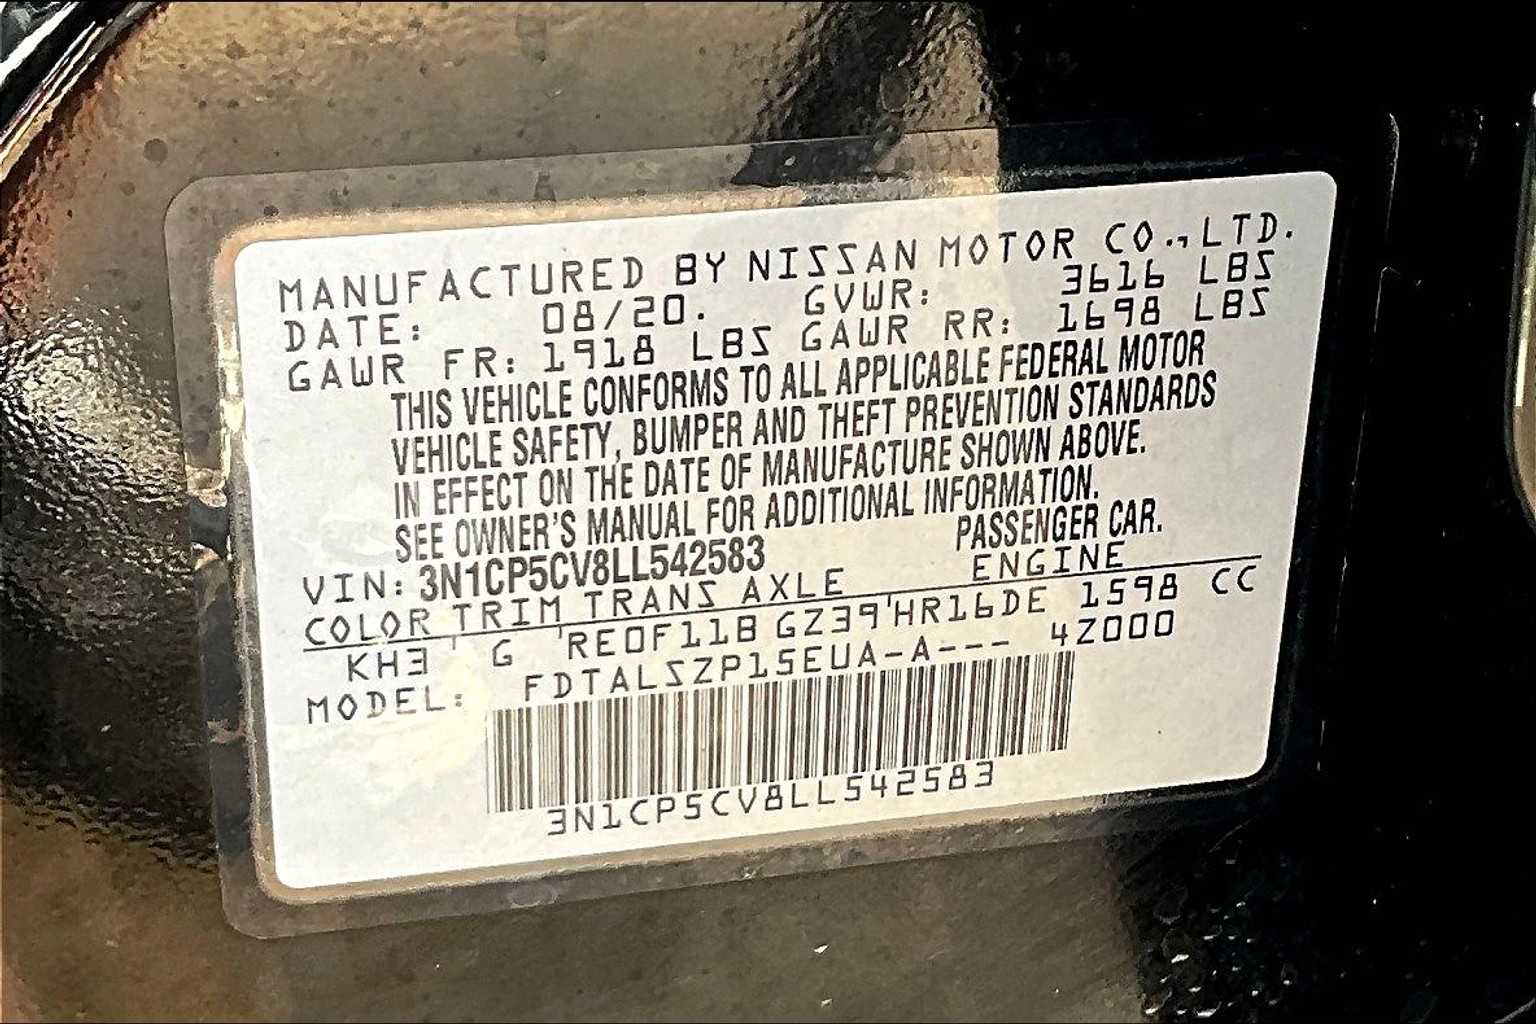 MANUFACTURED BY NISSAN MOTOR CO.,LTD.
DATE: 08/20. GVWR: 3616 LBS
GAWR FR: 1918 LBS GAWR RR: 1698 LBS
THIS VEHICLE CONFORMS TO ALL APPLICABLE FEDERAL MOTOR
VEHICLE SAFETY, BUMPER AND THEFT PREVENTION STANDARDS
IN EFFECT ON THE DATE OF MANUFACTURE SHOWN ABOVE.
SEE OWNER'S MANUAL FOR ADDITIONAL INFORMATION.
VIN: 3N1CP5CV8LL542583 PASSENGER CAR.
COLOR TRIM TRANS AXLE ENGINE
KH3 ' G 'RE0F11B GZ39'HR16DE 1598 CC
MODEL: FDTALSZP15EUA-A--- 4Z000
3N1CP5CV8LL542583